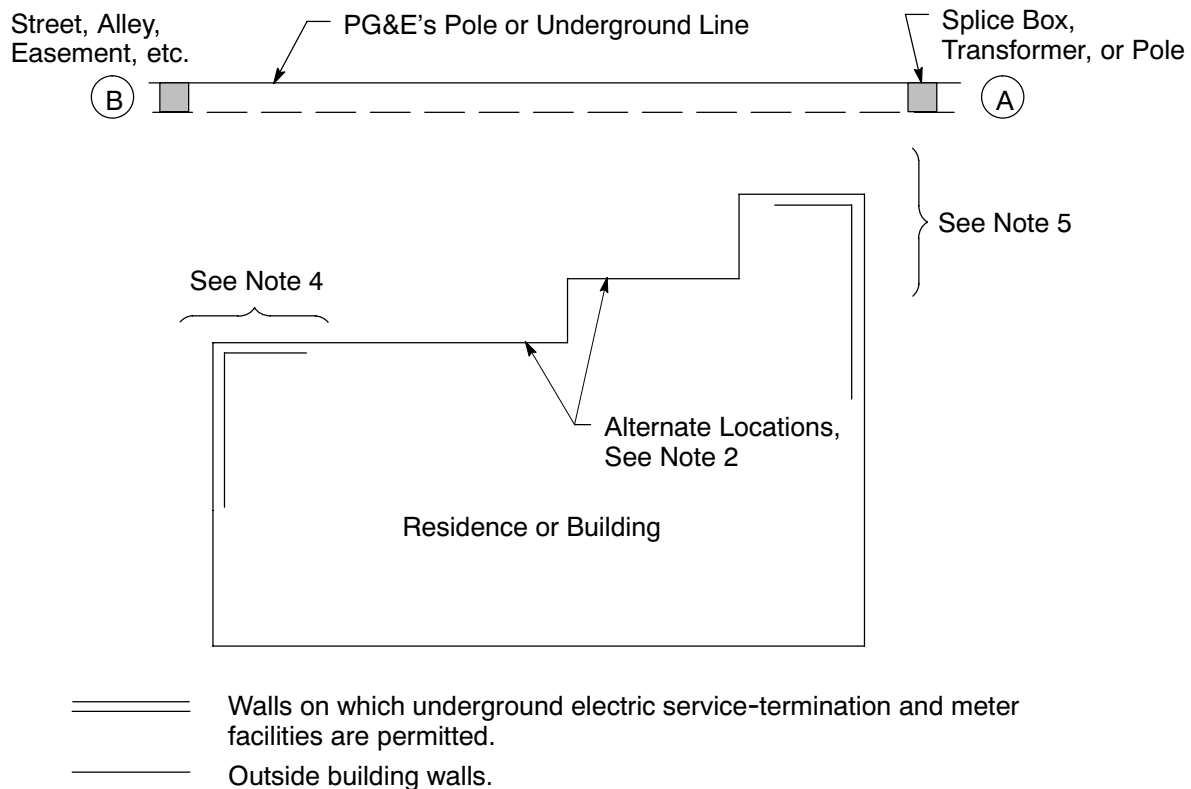 Street, Alley,
Easement, etc.
PG&E's Pole or Underground Line
Splice Box,
Transformer, or Pole
B
A
See Note 5
See Note 4
Alternate Locations,
See Note 2
Residence or Building
Walls on which underground electric service-termination and meter
facilities are permitted.
Outside building walls.